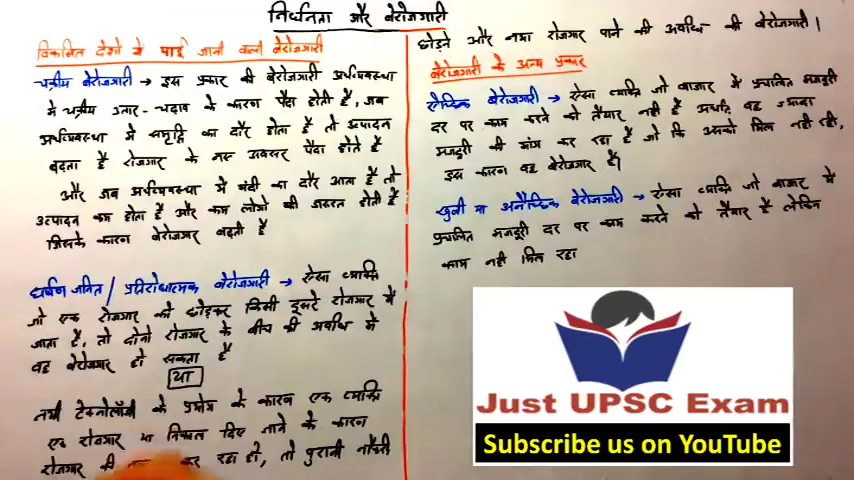 निर्धनता और बेरोजगारी
विकसित देशों में पाई जाने वाली बेरोजगारी
चक्रीय बेरोजगारी → इस प्रकार की बेरोजगारी अर्थव्यवस्था
में चक्रीय उतार-चढ़ाव के कारण पैदा होती है, जब
अर्थव्यवस्था में समृद्धि का दौर होता है तो उत्पादन
बढ़ता है रोजगार के नए अवसर पैदा होते है
और जब अर्थव्यवस्था में मंदी का दौर आता है तो
उत्पादन कम होता है और कम लोगो की जरूरत होती है
जिसके कारण बेरोजगार बढ़ती है
घर्षण जनित / प्रतिरोधात्मक बेरोजगारी → ऐसा व्यक्ति
जो एक रोजगार को छोड़कर किसी दूसरे रोजगार में
जाता है, तो दोनो रोजगार के बीच की अवधि में
वह बेरोजगार हो सकता है
या
नयी टेक्नोलॉजी के प्रयोग के कारण एक व्यक्ति
एक रोजगार या निकाल दिए जाने के कारण
रोजगार की कर रहा हो, तो पुरानी नौकरी
छोड़ने और नया रोजगार पाने की अवधि की बेरोजगारी।
बेरोजगारी के अन्य प्रकार
ऐच्छिक बेरोजगारी → ऐसा व्यक्ति जो बाजार में प्रचलित मजदूरी
दर पर काम करने को तैयार नही है अर्थात् वह ज्यादा
मजदूरी की मांग कर रहा है जो कि उसको मिल नही रही,
इस कारण वह बेरोजगार है।
खुली या अनैच्छिक बेरोजगारी → ऐसा व्यक्ति जो बाजार में
प्रचलित मजदूरी दर पर काम करने को तैयार है लेकिन
काम नही मिल रहा
Just UPSC Exam
Subscribe us on YouTube